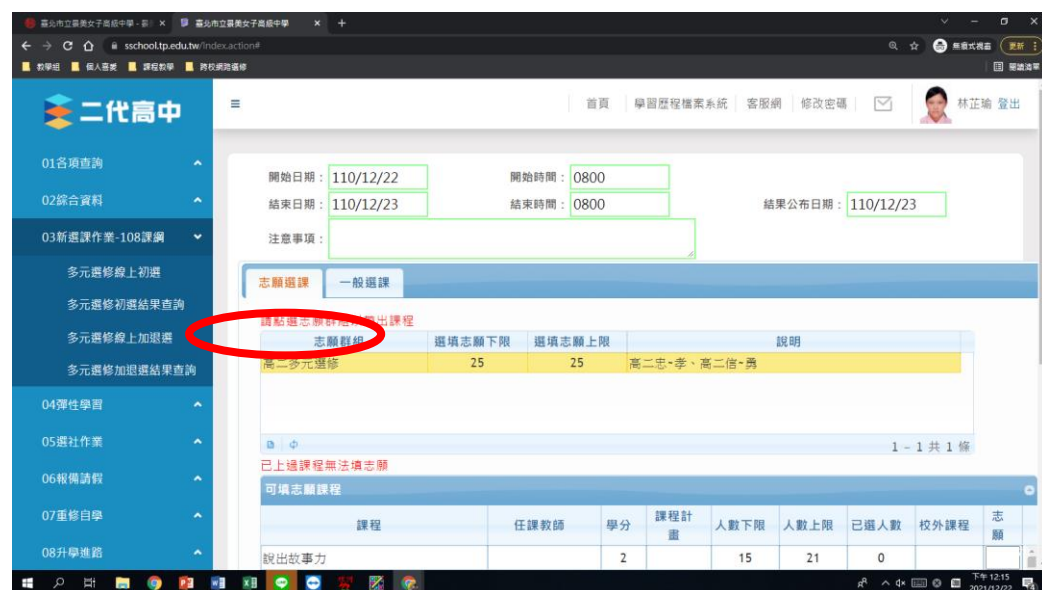 臺北市立景美女子高級中學
臺北市立景美女子高級中學
sschool.tp.edu.tw/index.action#
無痕式視窗
更新
教學組 個人喜愛 課程教學 跨校網路選修
閱讀清單
二代高中
首頁 學習歷程檔案系統 客服網 修改密碼 林芷瑜 登出
01各項查詢
02綜合資料
03新選課作業-108課綱
多元選修線上初選
多元選修初選結果查詢
多元選修線上加退選
多元選修加退選結果查詢
04彈性學習
05選社作業
06報備請假
07重修自學
08升學進路
開始日期： 110/12/22 開始時間： 0800
結束日期： 110/12/23 結束時間： 0800 結果公布日期： 110/12/23
注意事項：
志願選課 一般選課
出課程
志願群組 選填志願下限 選填志願上限 說明
高二多元選修 25 25 高二忠-孝、高二信-勇
1 - 1 共 1 條
已上過課程無法填志願
可填志願課程
課程 任課教師 學分 課程計畫 人數下限 人數上限 已選人數 校外課程 志願
說出故事力 2 15 21 0
下午 12:15
2021/12/22